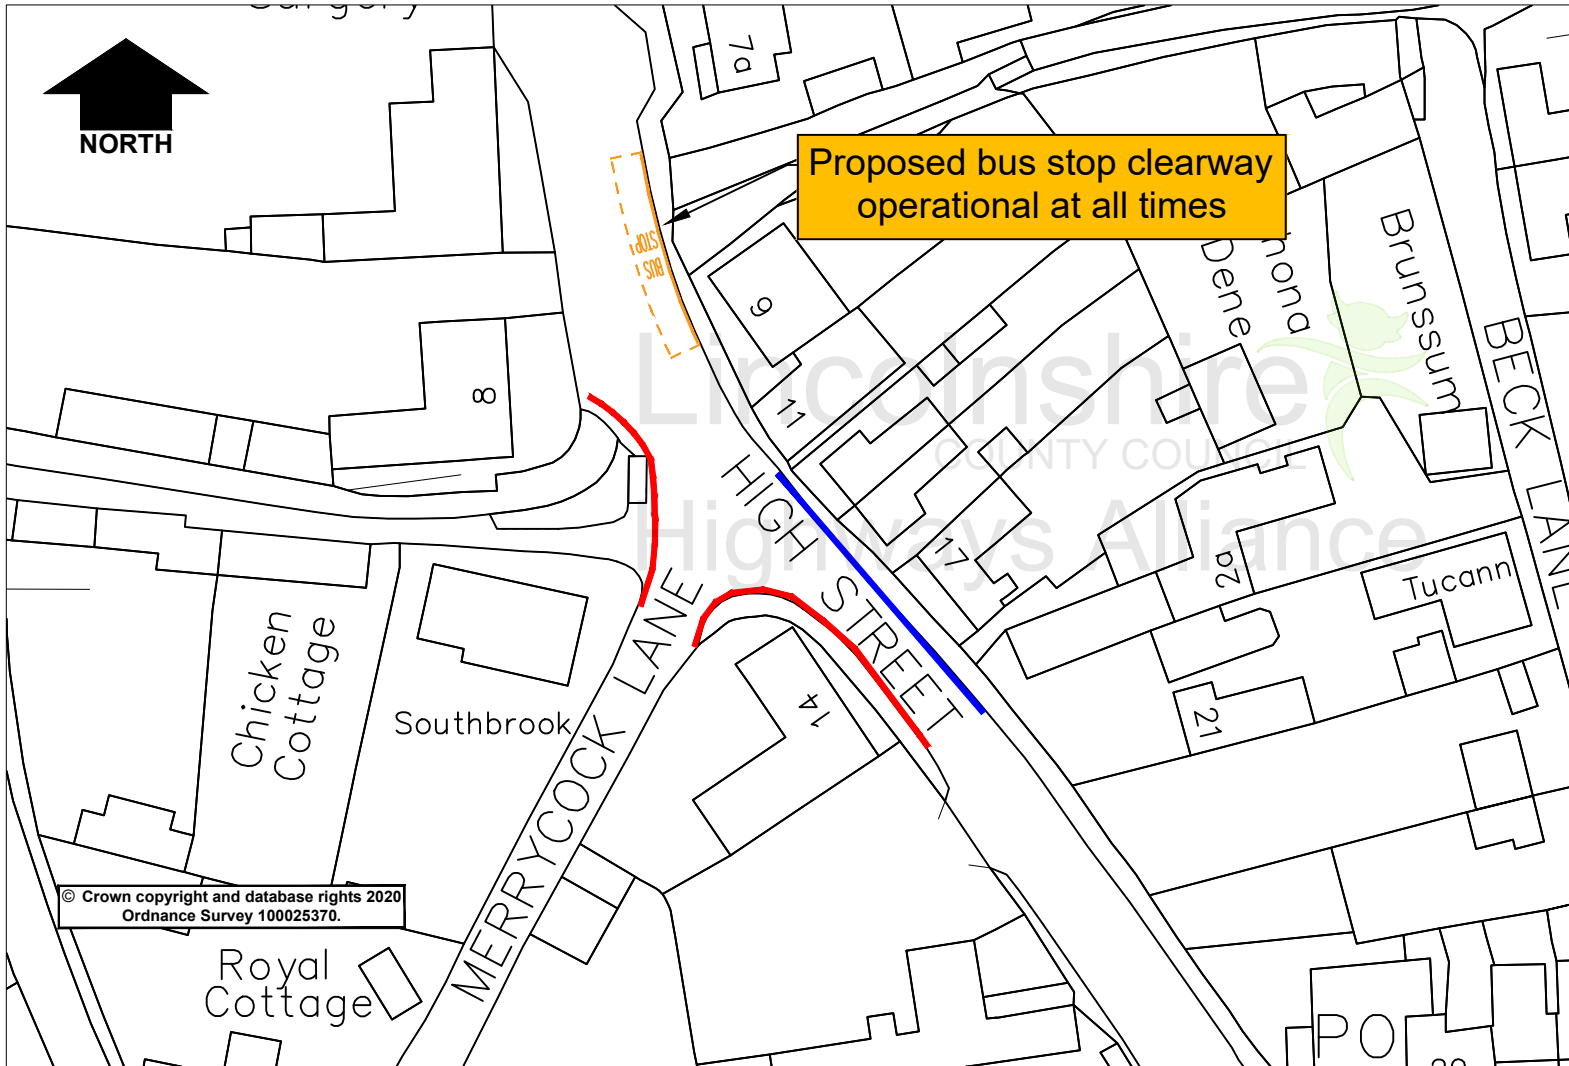 Surgery
NORTH
7a
Proposed bus stop clearway
operational at all times
BUS
STOP
Dene
Brunssum
BECK LANE
9
11
8
Lincolnshire
COUNTY COUNCIL
Highways Alliance
HIGH STREET
17
2a
Tucann
21
14
Chicken
Cottage
Southbrook
MERRYCOCK LANE
© Crown copyright and database rights 2020
Ordnance Survey 100025370.
Royal
Cottage
PO